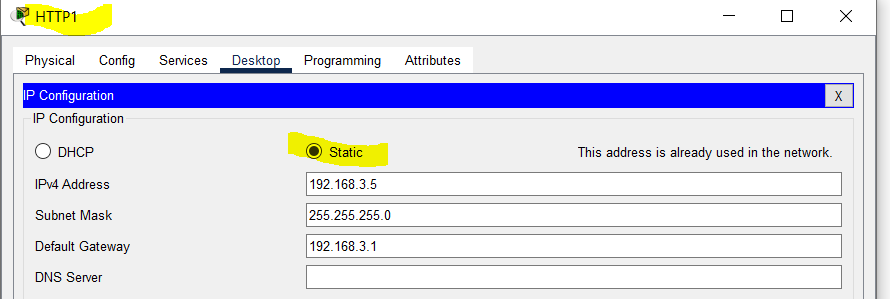 HTTP1
Physical Config Services Desktop Programming Attributes
IP Configuration X
IP Configuration
DHCP Static This address is already used in the network.
IPv4 Address 192.168.3.5
Subnet Mask 255.255.255.0
Default Gateway 192.168.3.1
DNS Server